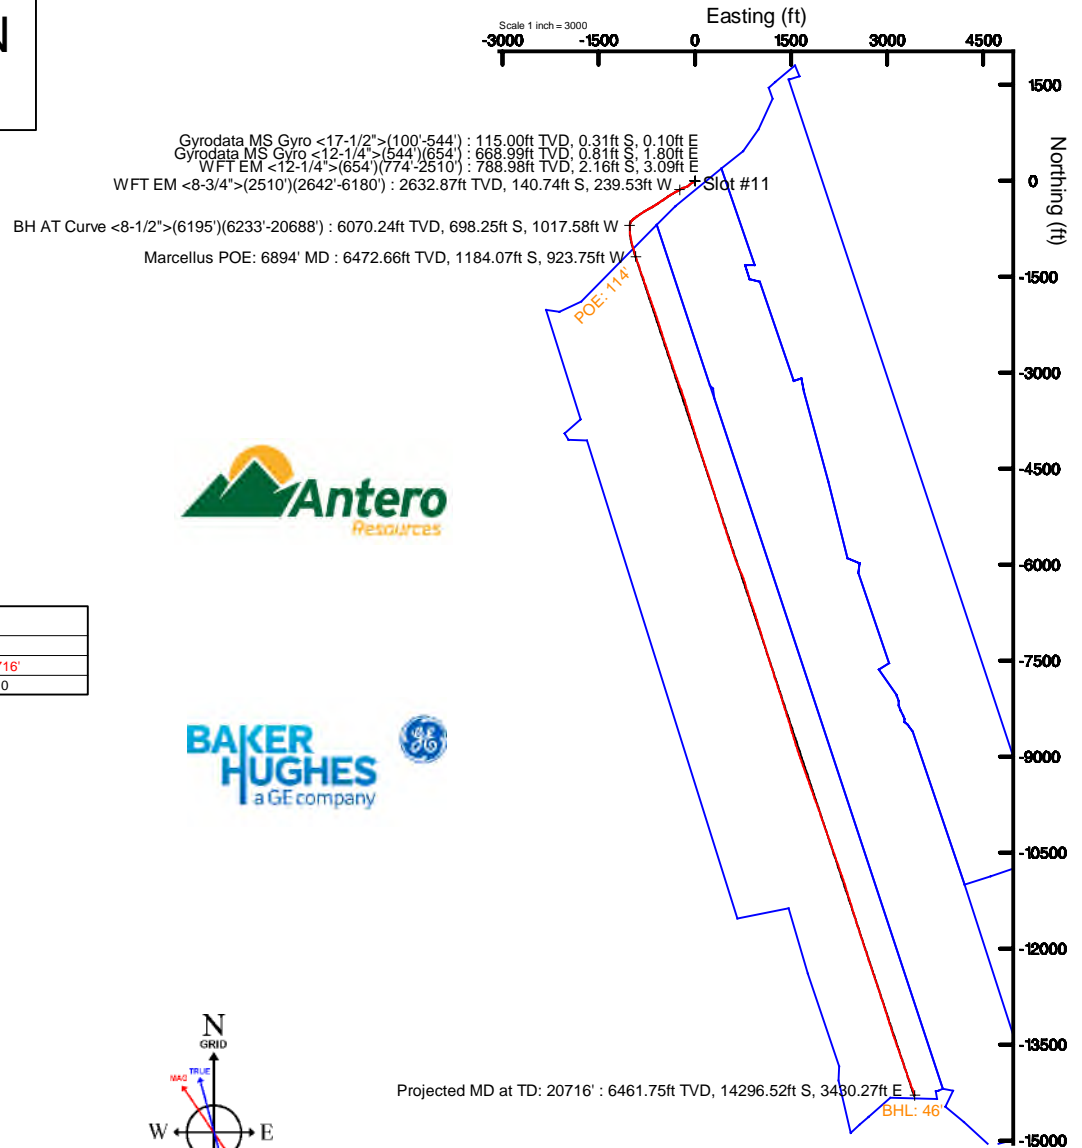 N
Easting (ft)
Scale 1 inch = 3000
-3000 -1500 0 1500 3000 4500
Northing (ft)
1500
0
-1500
-3000
-4500
-6000
-7500
-9000
-10500
-12000
-13500
-15000
Gyrodata MS Gyro <17-1/2">(100'-544') : 115.00ft TVD, 0.31ft S, 0.10ft E
Gyrodata MS Gyro <12-1/4">(544')(654') : 668.99ft TVD, 0.81ft S, 1.80ft E
WFT EM <12-1/4">(654')(774'-2510') : 788.98ft TVD, 2.16ft S, 3.09ft E
WFT EM <8-3/4">(2510')(2642'-6180') : 2632.87ft TVD, 140.74ft S, 239.53ft W
Slot #11
BH AT Curve <8-1/2">(6195')(6233'-20688') : 6070.24ft TVD, 698.25ft S, 1017.58ft W
Marcellus POE: 6894' MD : 6472.66ft TVD, 1184.07ft S, 923.75ft W
POE: 114'
Antero
Resources
716'
0
BAKER
HUGHES
a GE company
GE
N
GRID
TRUE
MAG
W E
Projected MD at TD: 20716' : 6461.75ft TVD, 14296.52ft S, 3430.27ft E
BHL: 46'